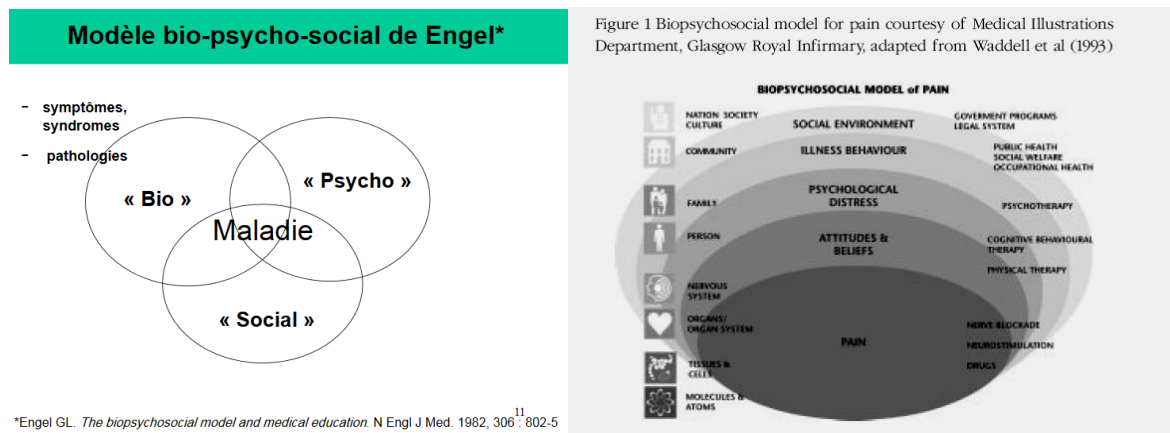 Modèle bio-psycho-social de Engel*
- symptômes,
syndromes
- pathologies
« Bio »
« Psycho »
Maladie
« Social »
11
*Engel GL. The biopsychosocial model and medical education. N Engl J Med. 1982, 306 : 802-5
Figure 1 Biopsychosocial model for pain courtesy of Medical Illustrations
Department, Glasgow Royal Infirmary, adapted from Waddell et al (1993)
BIOPSYCHOSOCIAL MODEL of PAIN
NATION SOCIETY
CULTURE
COMMUNITY
FAMILY
PERSON
NERVOUS
SYSTEM
ORGANS/
ORGAN SYSTEM
TISSUES &
CELLS
MOLECULES &
ATOMS
SOCIAL ENVIRONMENT
ILLNESS BEHAVIOUR
PSYCHOLOGICAL
DISTRESS
ATTITUDES &
BELIEFS
PAIN
GOVERMENT PROGRAMS
LEGAL SYSTEM
PUBLIC HEALTH
SOCIAL WELFARE
OCCUPATIONAL HEALTH
PSYCHOTHERAPY
COGNITIVE BEHAVIOURAL
THERAPY
PHYSICAL THERAPY
NERVE BLOCKADE
NEUROSTIMULATION
DRUGS